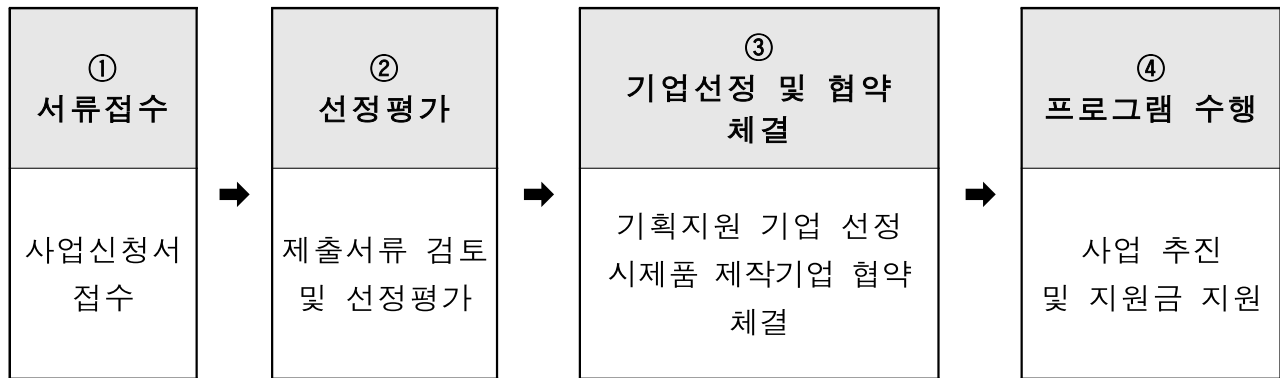 ①
서류접수
사업신청서
접수
➡
②
선정평가
제출서류 검토
및 선정평가
➡
③
기업선정 및 협약
체결
기획지원 기업 선정
시제품 제작기업 협약
체결
➡
④
프로그램 수행
사업 추진
및 지원금 지원